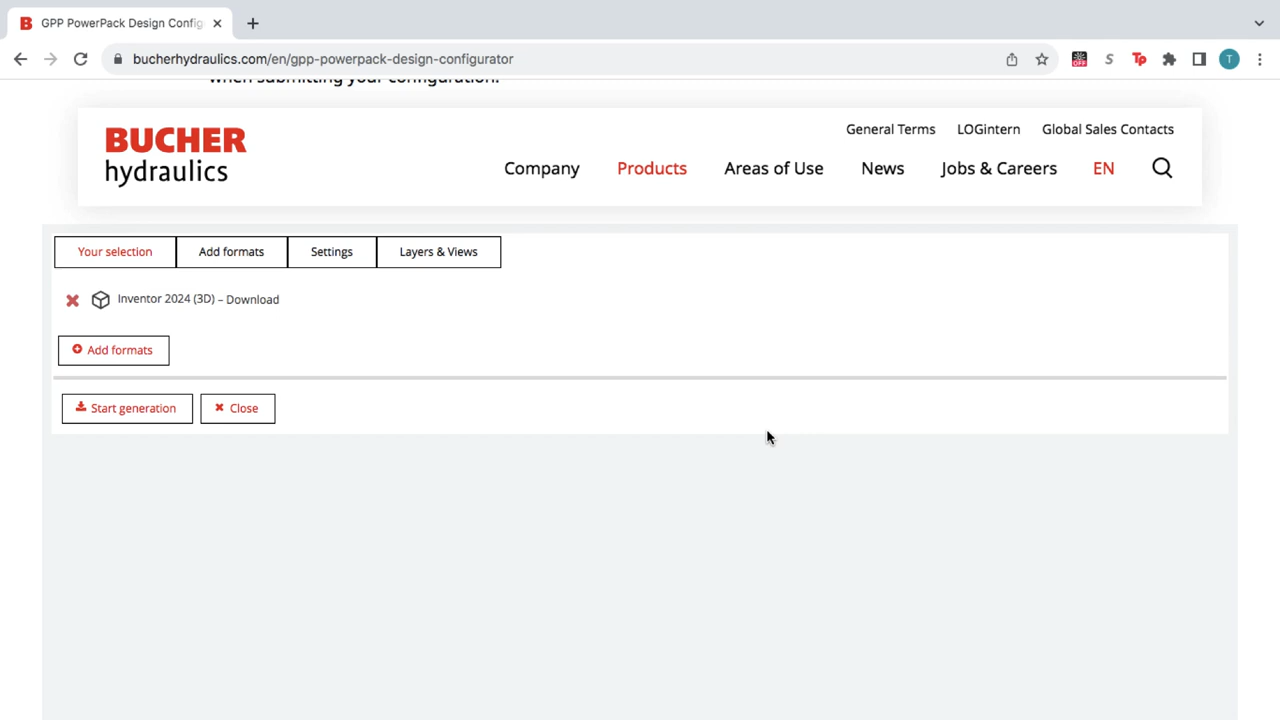 GPP PowerPack Design Config
bucherhydraulics.com/en/gpp-powerpack-design-configurator
OFF
S
Tp
T
when submitting your configuration.
BUCHER
hydraulics
General Terms LOGintern Global Sales Contacts
Company Products Areas of Use News Jobs & Careers EN
Your selection Add formats Settings Layers & Views
Inventor 2024 (3D) – Download
Add formats
Start generation Close